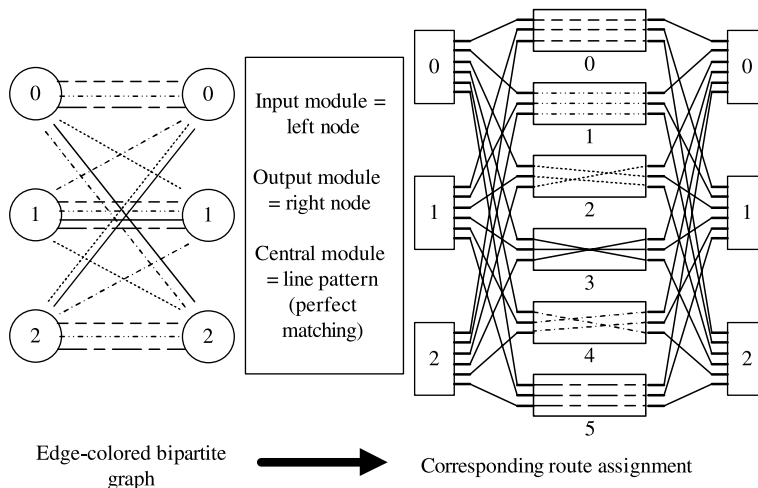 0
0
1
1
2
2
Input module =
left node
Output module
= right node
Central module
= line pattern
(perfect
matching)
0
1
2
0
1
2
3
4
5
0
1
2
Edge-colored bipartite
graph
Corresponding route assignment